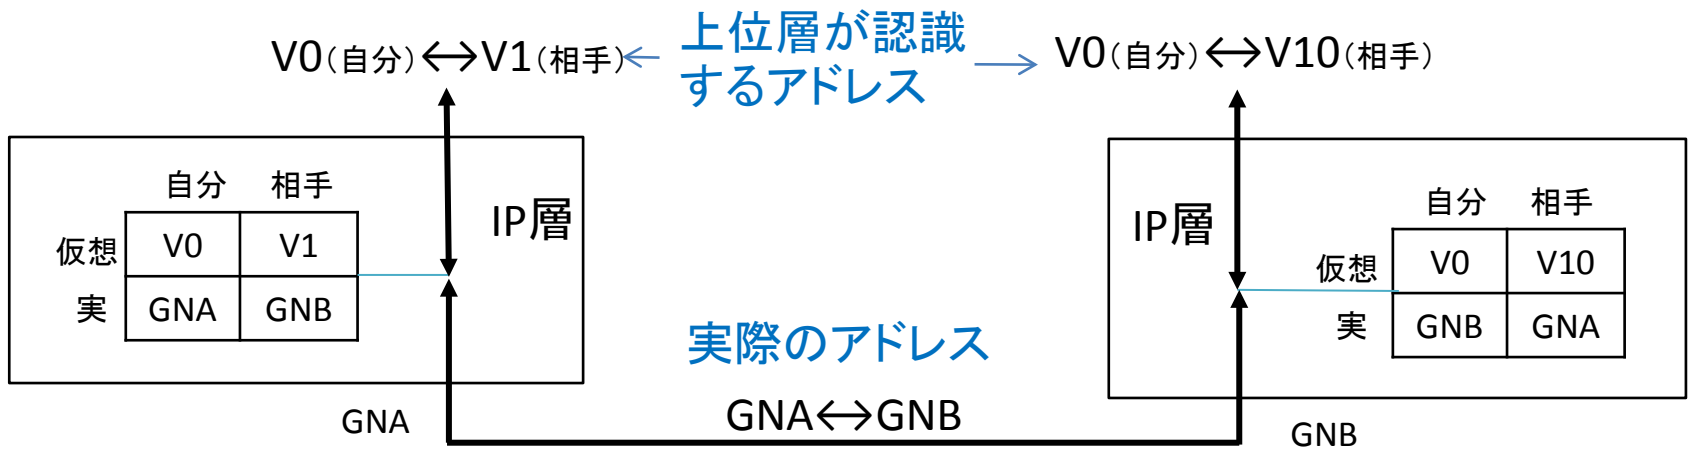 V0(自分)↔V1(相手)
上位層が認識
するアドレス
V0(自分)↔V10(相手)
自分 相手
仮想 V0 V1
実 GNA GNB
IP層
IP層
自分 相手
仮想 V0 V10
実 GNB GNA
実際のアドレス
GNA↔GNB
GNA
GNB